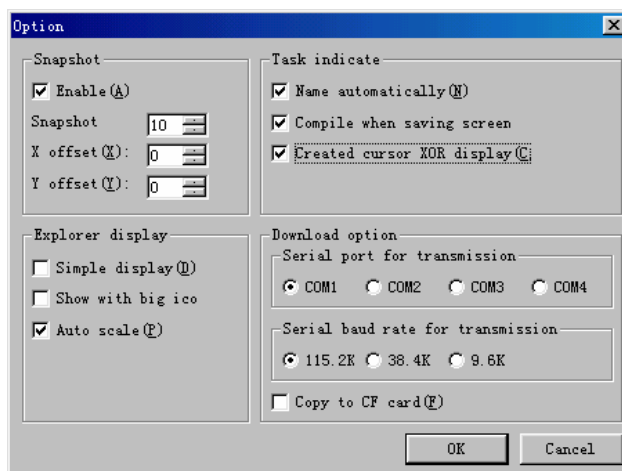 Option
Snapshot
Enable(A)
Snapshot 10
X offset(X): 0
Y offset(Y): 0
Task indicate
Name automatically(N)
Compile when saving screen
Created cursor XOR display(C
Explorer display
Simple display(D)
Show with big ico
Auto scale(P)
Download option
Serial port for transmission
COM1 COM2 COM3 COM4
Serial baud rate for transmission
115.2K 38.4K 9.6K
Copy to CF card(F)
OK Cancel